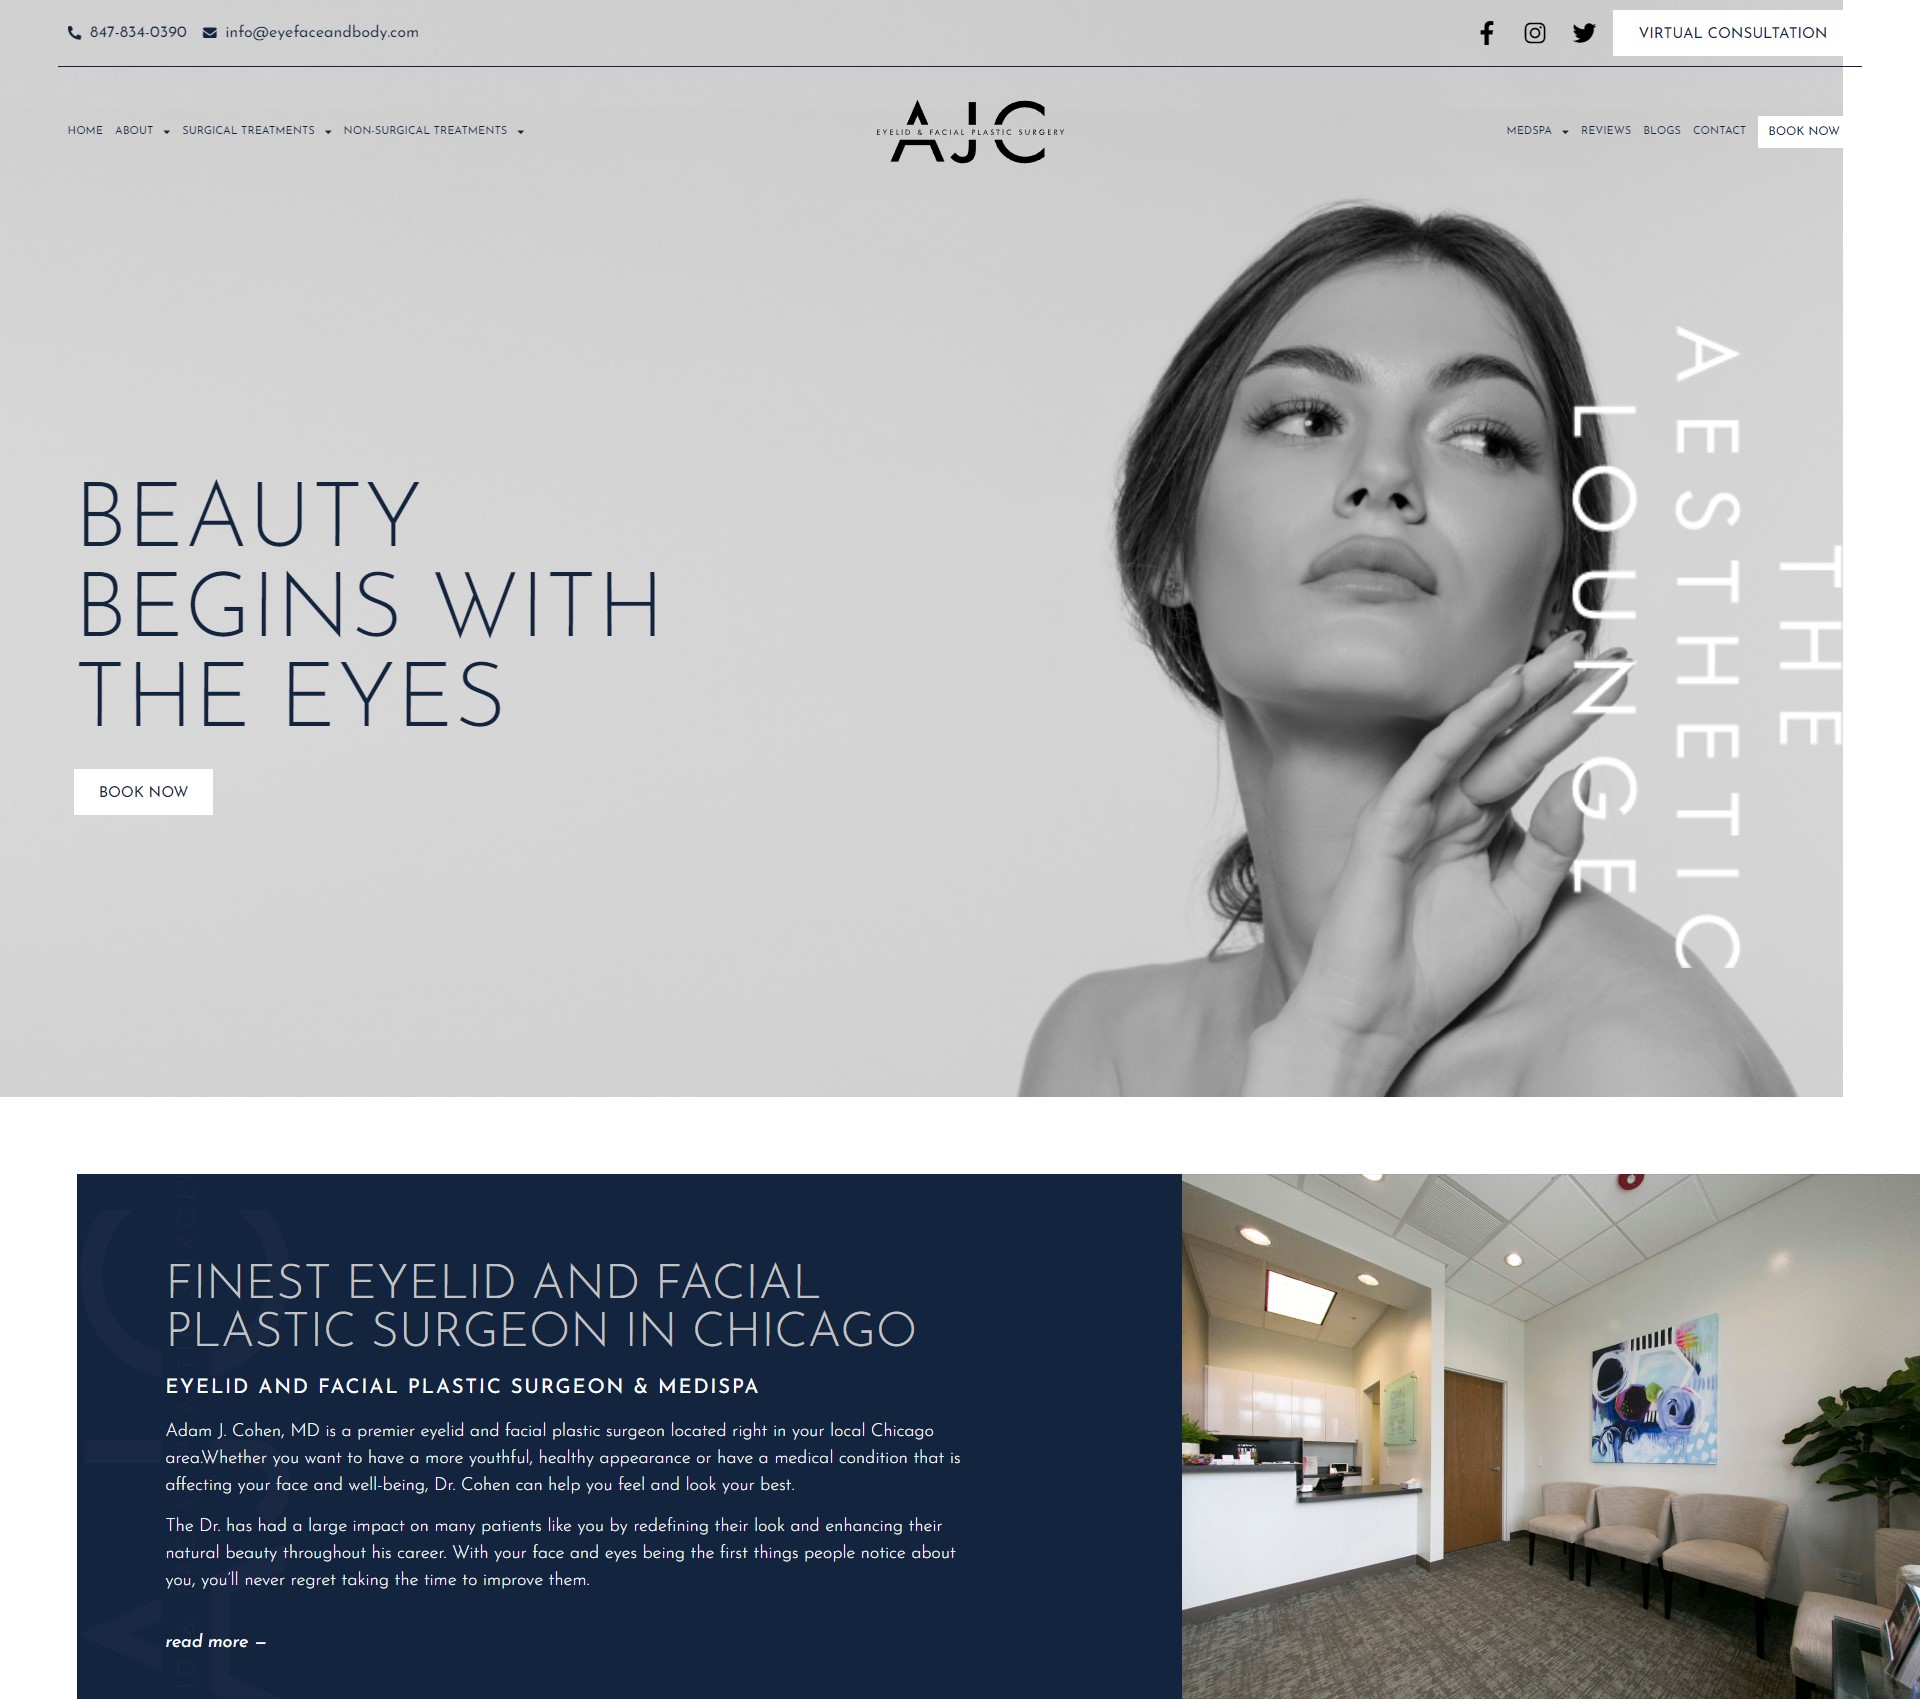 847-834-0390 info@eyefaceandbody.com
VIRTUAL CONSULTATION
HOME ABOUT SURGICAL TREATMENTS NON-SURGICAL TREATMENTS
AJC
EYELID & FACIAL PLASTIC SURGERY
MEDSPA REVIEWS BLOGS CONTACT BOOK NOW
THE
AESTHETIC
LOUNGE
BEAUTY
BEGINS WITH
THE EYES
BOOK NOW
FINEST EYELID AND FACIAL
PLASTIC SURGEON IN CHICAGO
EYELID AND FACIAL PLASTIC SURGEON & MEDISPA
Adam J. Cohen, MD is a premier eyelid and facial plastic surgeon located right in your local Chicago
area.Whether you want to have a more youthful, healthy appearance or have a medical condition that is
affecting your face and well-being, Dr. Cohen can help you feel and look your best.
The Dr. has had a large impact on many patients like you by redefining their look and enhancing their
natural beauty throughout his career. With your face and eyes being the first things people notice about
you, you'll never regret taking the time to improve them.
read more –